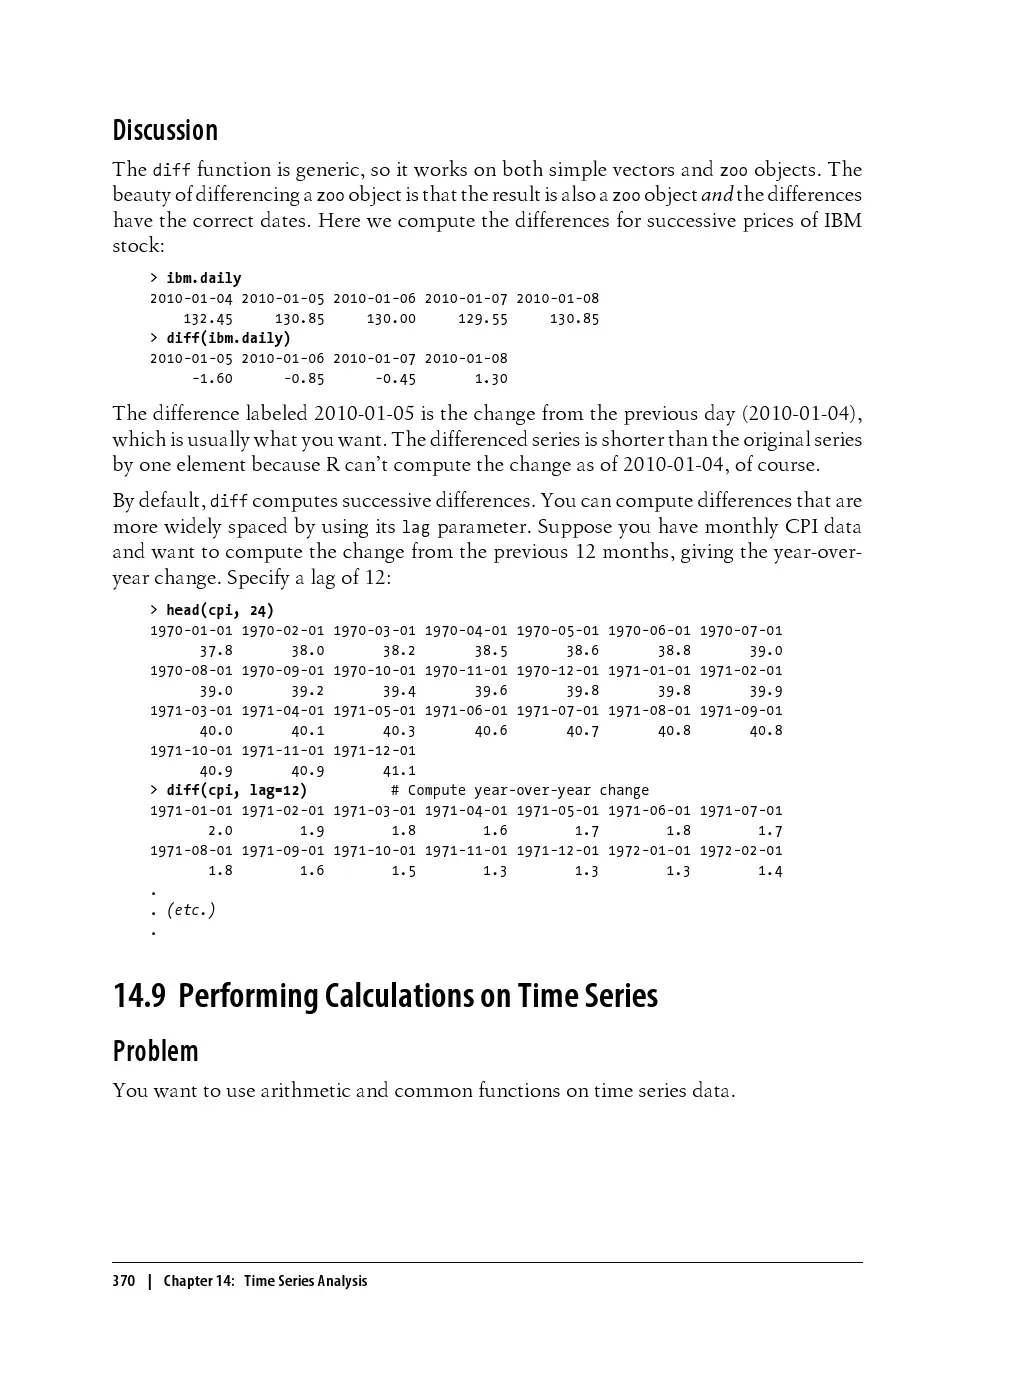 Discussion
The diff function is generic, so it works on both simple vectors and zoo objects. The
beauty of differencing a zoo object is that the result is also a zoo object and the differences
have the correct dates. Here we compute the differences for successive prices of IBM
stock:
> ibm.daily
2010-01-04 2010-01-05 2010-01-06 2010-01-07 2010-01-08
132.45 130.85 130.00 129.55 130.85
> diff(ibm.daily)
2010-01-05 2010-01-06 2010-01-07 2010-01-08
-1.60 -0.85 -0.45 1.30
The difference labeled 2010-01-05 is the change from the previous day (2010-01-04),
which is usually what you want. The differenced series is shorter than the original series
by one element because R can’t compute the change as of 2010-01-04, of course.
By default, diff computes successive differences. You can compute differences that are
more widely spaced by using its lag parameter. Suppose you have monthly CPI data
and want to compute the change from the previous 12 months, giving the year-over-
year change. Specify a lag of 12:
> head(cpi, 24)
1970-01-01 1970-02-01 1970-03-01 1970-04-01 1970-05-01 1970-06-01 1970-07-01
37.8 38.0 38.2 38.5 38.6 38.8 39.0
1970-08-01 1970-09-01 1970-10-01 1970-11-01 1970-12-01 1971-01-01 1971-02-01
39.0 39.2 39.4 39.6 39.8 39.8 39.9
1971-03-01 1971-04-01 1971-05-01 1971-06-01 1971-07-01 1971-08-01 1971-09-01
40.0 40.1 40.3 40.6 40.7 40.8 40.8
1971-10-01 1971-11-01 1971-12-01
40.9 40.9 41.1
> diff(cpi, lag=12) # Compute year-over-year change
1971-01-01 1971-02-01 1971-03-01 1971-04-01 1971-05-01 1971-06-01 1971-07-01
2.0 1.9 1.8 1.6 1.7 1.8 1.7
1971-08-01 1971-09-01 1971-10-01 1971-11-01 1971-12-01 1972-01-01 1972-02-01
1.8 1.6 1.5 1.3 1.3 1.3 1.4
.
. (etc.)
.
14.9 Performing Calculations on Time Series
Problem
You want to use arithmetic and common functions on time series data.
370 | Chapter 14: Time Series Analysis